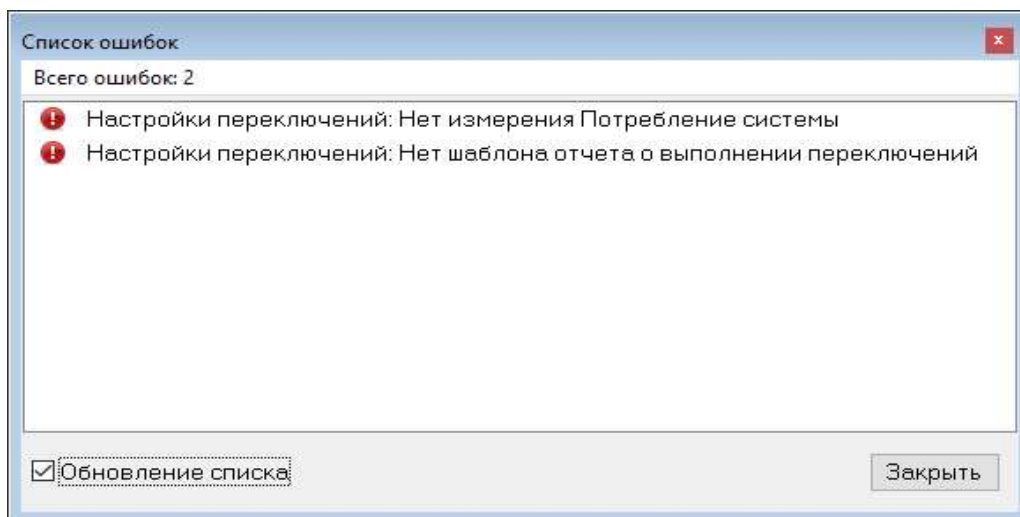 Список ошибок
Всего ошибок: 2
Настройки переключений: Нет измерения Потребление системы
Настройки переключений: Нет шаблона отчета о выполнении переключений
Обновление списка
Закрыть